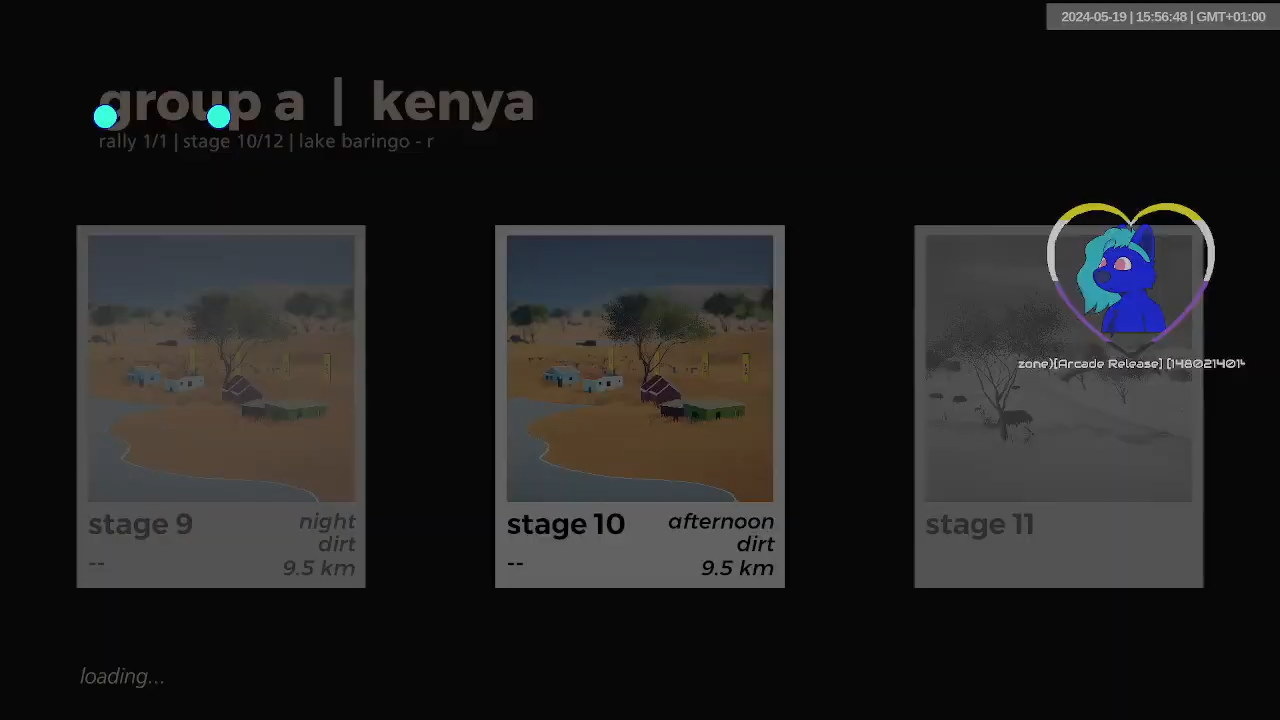 2024-05-19 | 15:56:48 | GMT+01:00
group a | kenya
rally 1/1 | stage 10/12 | lake baringo - r
zone)[Arcade Release] [1480214014
stage 9
night
dirt
--
9.5 km
stage 10
afternoon
dirt
--
9.5 km
stage 11
loading...